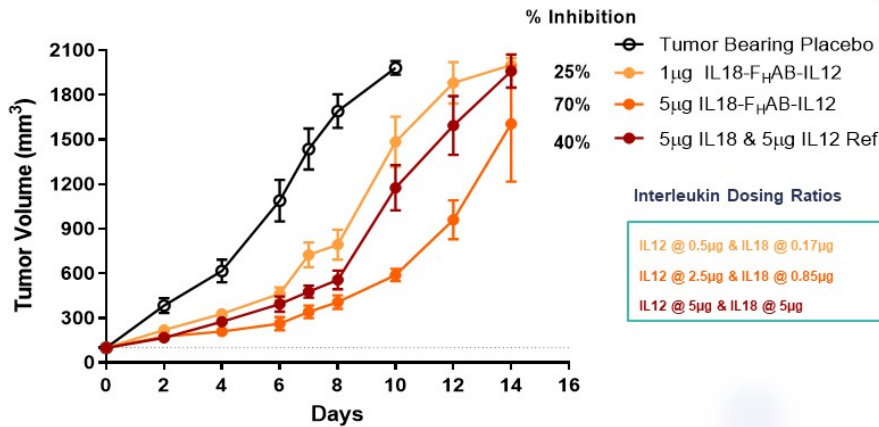 % Inhibition
Tumor Bearing Placebo
25% 1µg IL18-FHAB-IL12
70% 5µg IL18-FHAB-IL12
40% 5µg IL18 & 5µg IL12 Ref
Tumor Volume (mm³)
2100
1800
1500
1200
900
600
300
0
0 2 4 6 8 10 12 14 16
Days
Interleukin Dosing Ratios
IL12 @ 0.5µg & IL18 @ 0.17µg
IL12 @ 2.5µg & IL18 @ 0.85µg
IL12 @ 5µg & IL18 @ 5µg